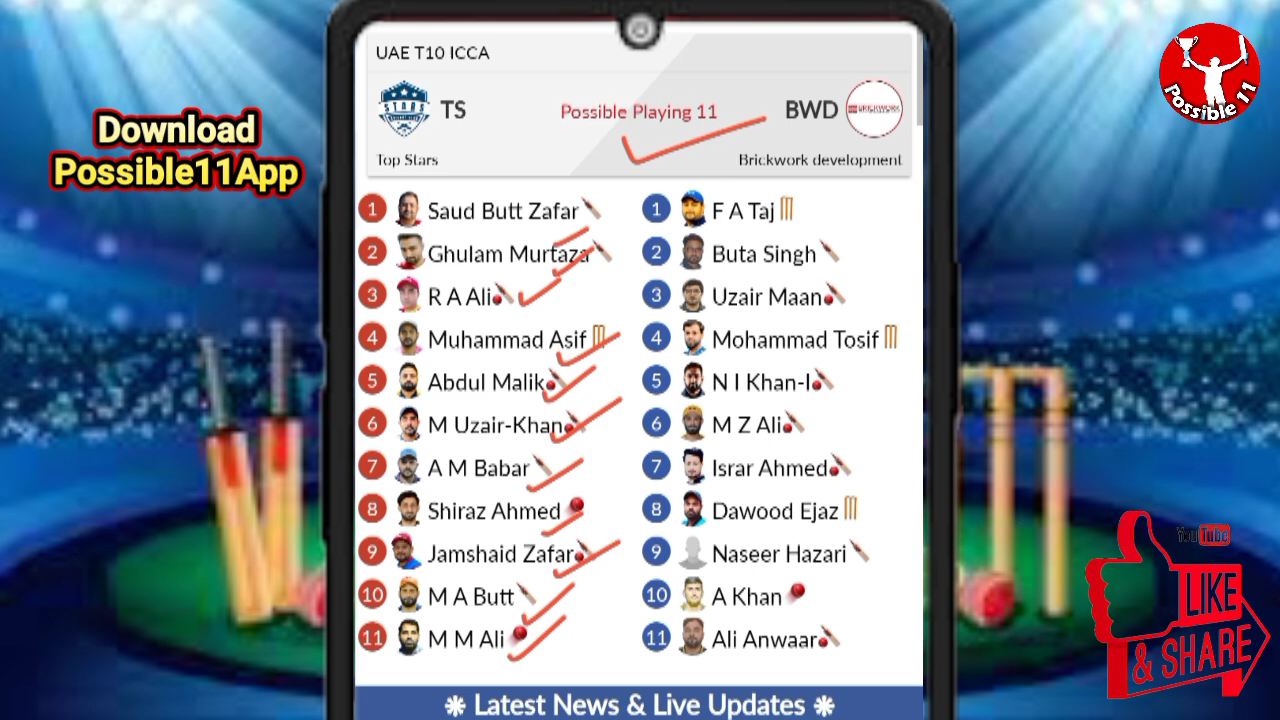 Download
Possible11App
UAE T10 ICCA
STARS
TS
Possible Playing 11
BWD
BRICKWORK
Top Stars
Brickwork development
1 Saud Butt Zafar
2 Ghulam Murtaza
3 R A Ali
4 Muhammad Asif
5 Abdul Malik
6 M Uzair-Khan
7 A M Babar
8 Shiraz Ahmed
9 Jamshaid Zafar
10 M A Butt
11 M M Ali
1 F A Taj
2 Buta Singh
3 Uzair Maan
4 Mohammad Tosif
5 N I Khan-I
6 M Z Ali
7 Israr Ahmed
8 Dawood Ejaz
9 Naseer Hazari
10 A Khan
11 Ali Anwaar
Latest News & Live Updates
Possible 11
YouTube
LIKE
& SHARE